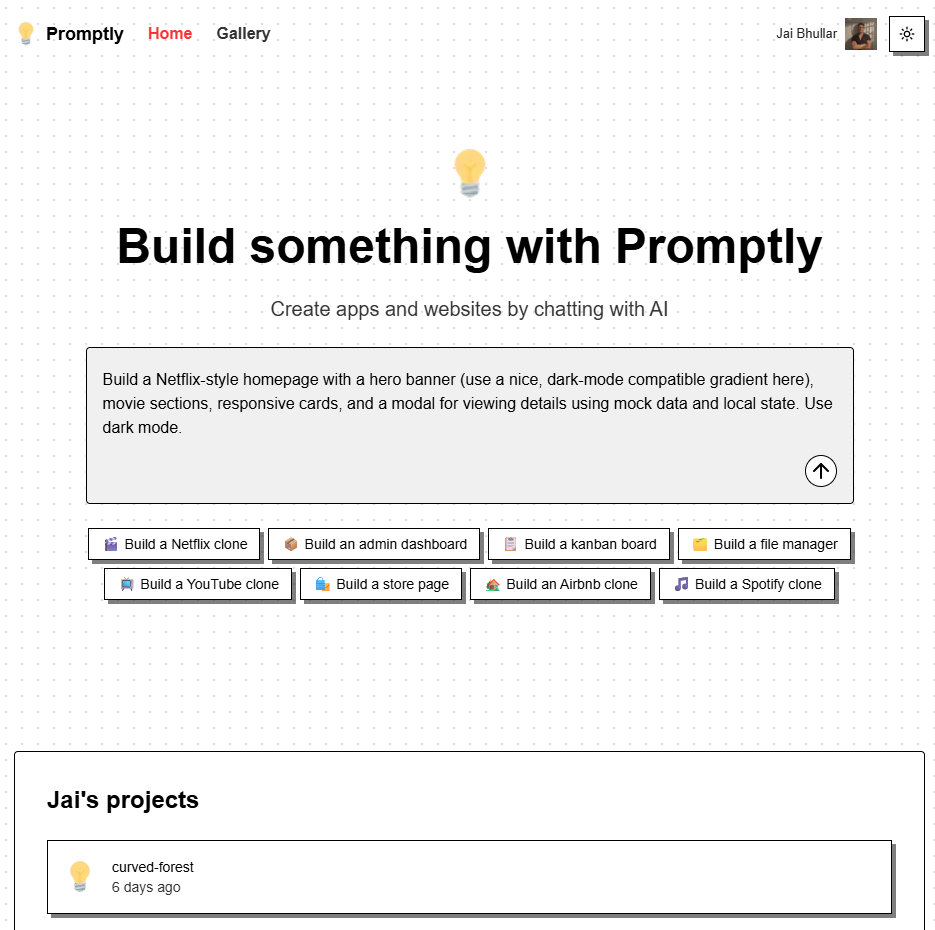 Promptly Home Gallery Jai Bhullar
Build something with Promptly
Create apps and websites by chatting with AI
Build a Netflix-style homepage with a hero banner (use a nice, dark-mode compatible gradient here),
movie sections, responsive cards, and a modal for viewing details using mock data and local state. Use
dark mode.
Build a Netflix clone Build an admin dashboard Build a kanban board Build a file manager
Build a YouTube clone Build a store page Build an Airbnb clone Build a Spotify clone
Jai's projects
curved-forest
6 days ago